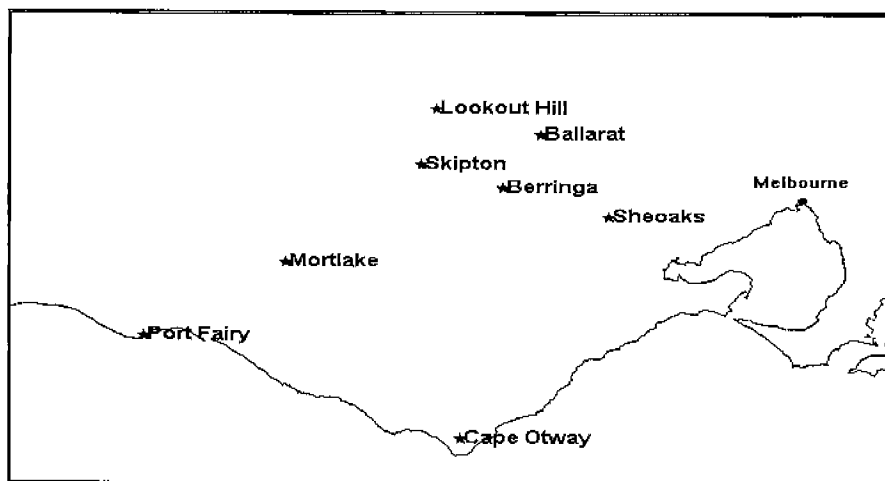 Lookout Hill
Ballarat
Skipton
Melbourne
Berringa
Sheoaks
Mortlake
Port Fairy
Cape Otway